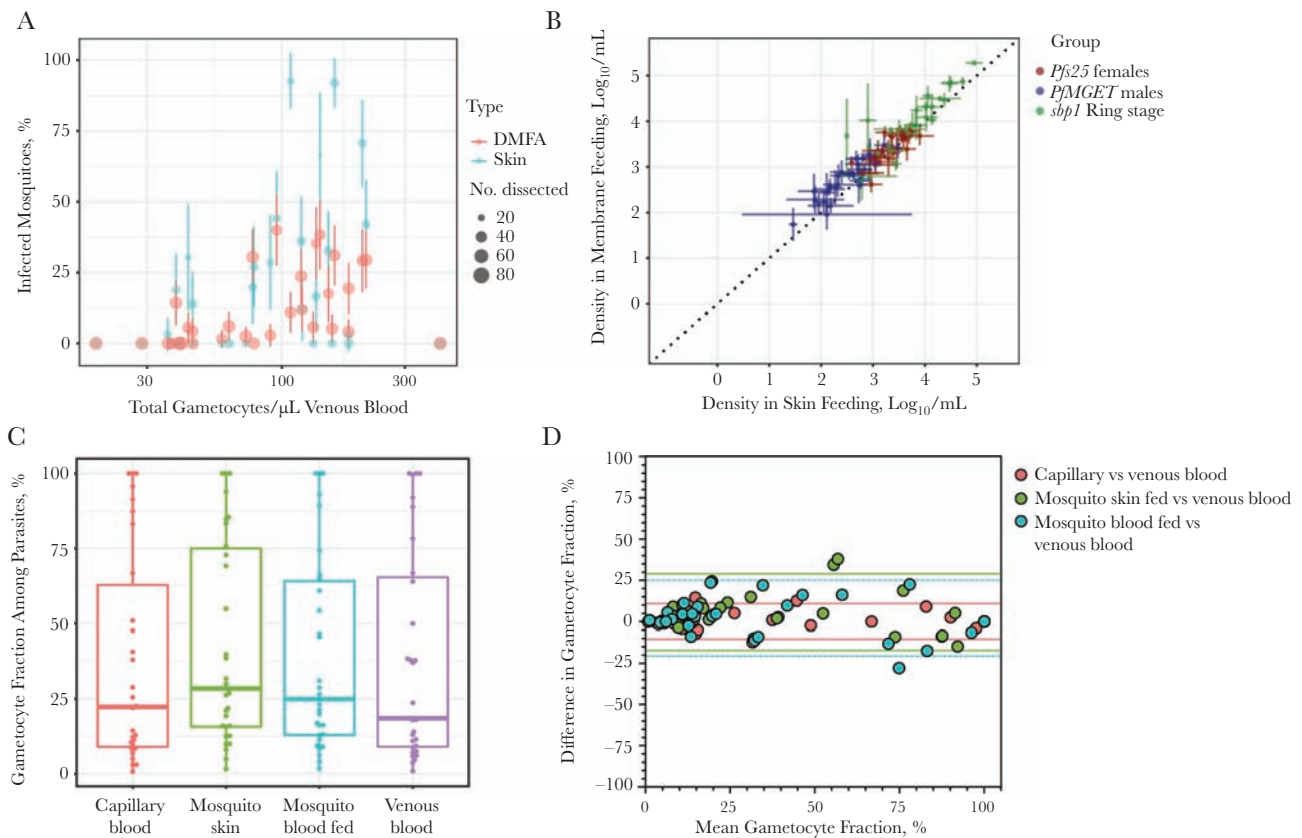 A
Infected Mosquitoes, %
100
75
50
25
0
30
100
300
Total Gametocytes/μL Venous Blood
Type
DMFA
Skin
No. dissected
20
40
60
80
B
Density in Membrane Feeding, Log10/mL
5
4
3
2
1
0
0
1
2
3
4
5
Density in Skin Feeding, Log10/mL
Group
Pfs25 females
PfMGET males
sbp1 Ring stage
C
Gametocyte Fraction Among Parasites, %
100
75
50
25
0
Capillary
blood
Mosquito
skin
Mosquito
blood fed
Venous
blood
D
Difference in Gametocyte Fraction, %
100
75
50
25
0
−25
−50
−75
−100
0
25
50
75
100
Mean Gametocyte Fraction, %
Capillary vs venous blood
Mosquito skin fed vs venous blood
Mosquito blood fed vs
venous blood